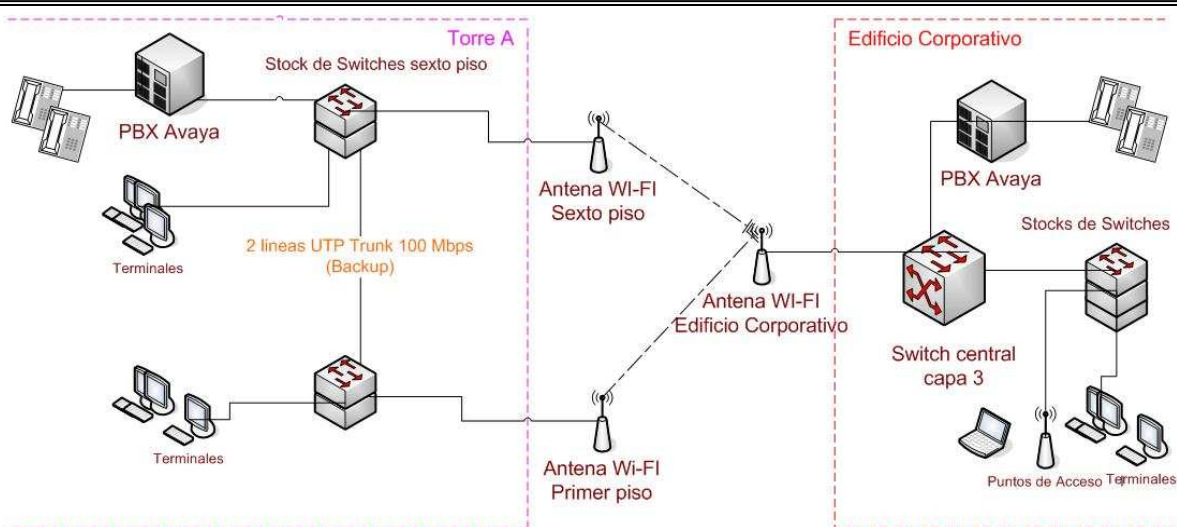 Torre A
Stock de Switches sexto piso
PBX Avaya
Terminales
2 lineas UTP Trunk 100 Mbps
(Backup)
Terminales
Antena WI-FI
Sexto piso
Antena WI-FI
Edificio Corporativo
Antena Wi-FI
Primer piso
Edificio Corporativo
PBX Avaya
Stocks de Switches
Switch central
capa 3
Puntos de Acceso
Terminales